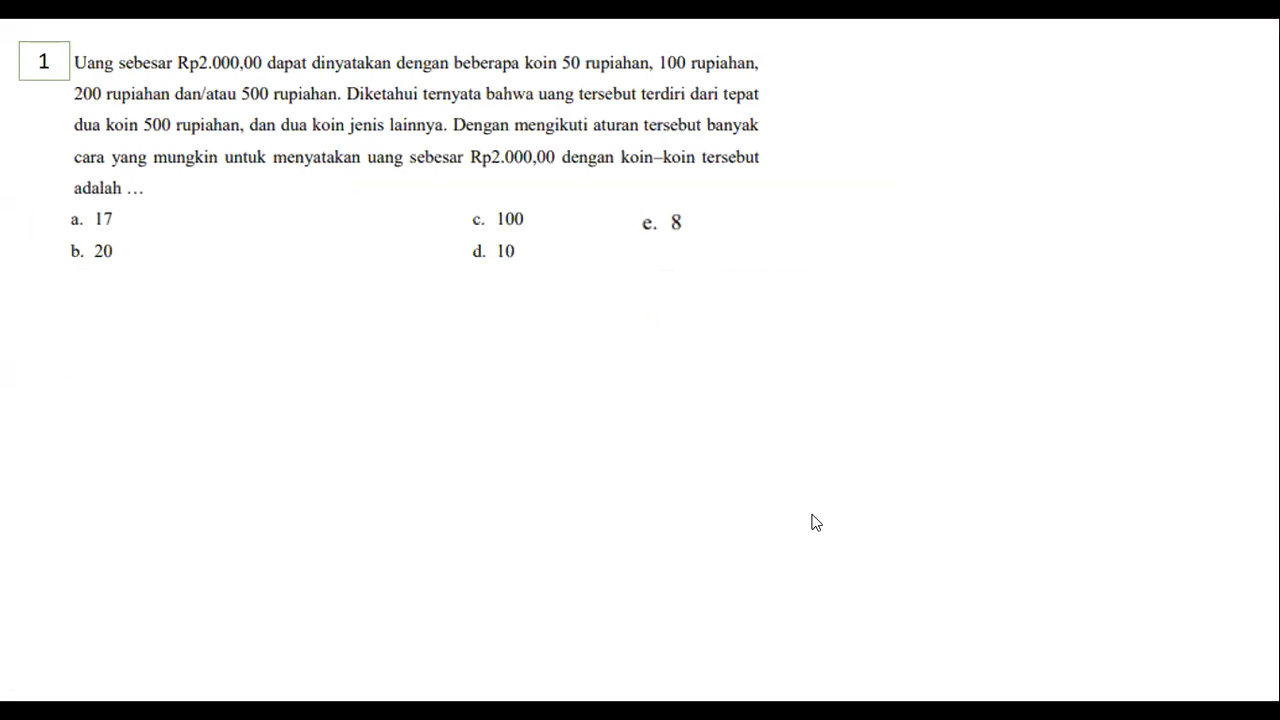 1
Uang sebesar Rp2.000,00 dapat dinyatakan dengan beberapa koin 50 rupiahan, 100 rupiahan,
200 rupiahan dan/atau 500 rupiahan. Diketahui ternyata bahwa uang tersebut terdiri dari tepat
dua koin 500 rupiahan, dan dua koin jenis lainnya. Dengan mengikuti aturan tersebut banyak
cara yang mungkin untuk menyatakan uang sebesar Rp2.000,00 dengan koin–koin tersebut
adalah …
a. 17 c. 100 e. 8
b. 20 d. 10